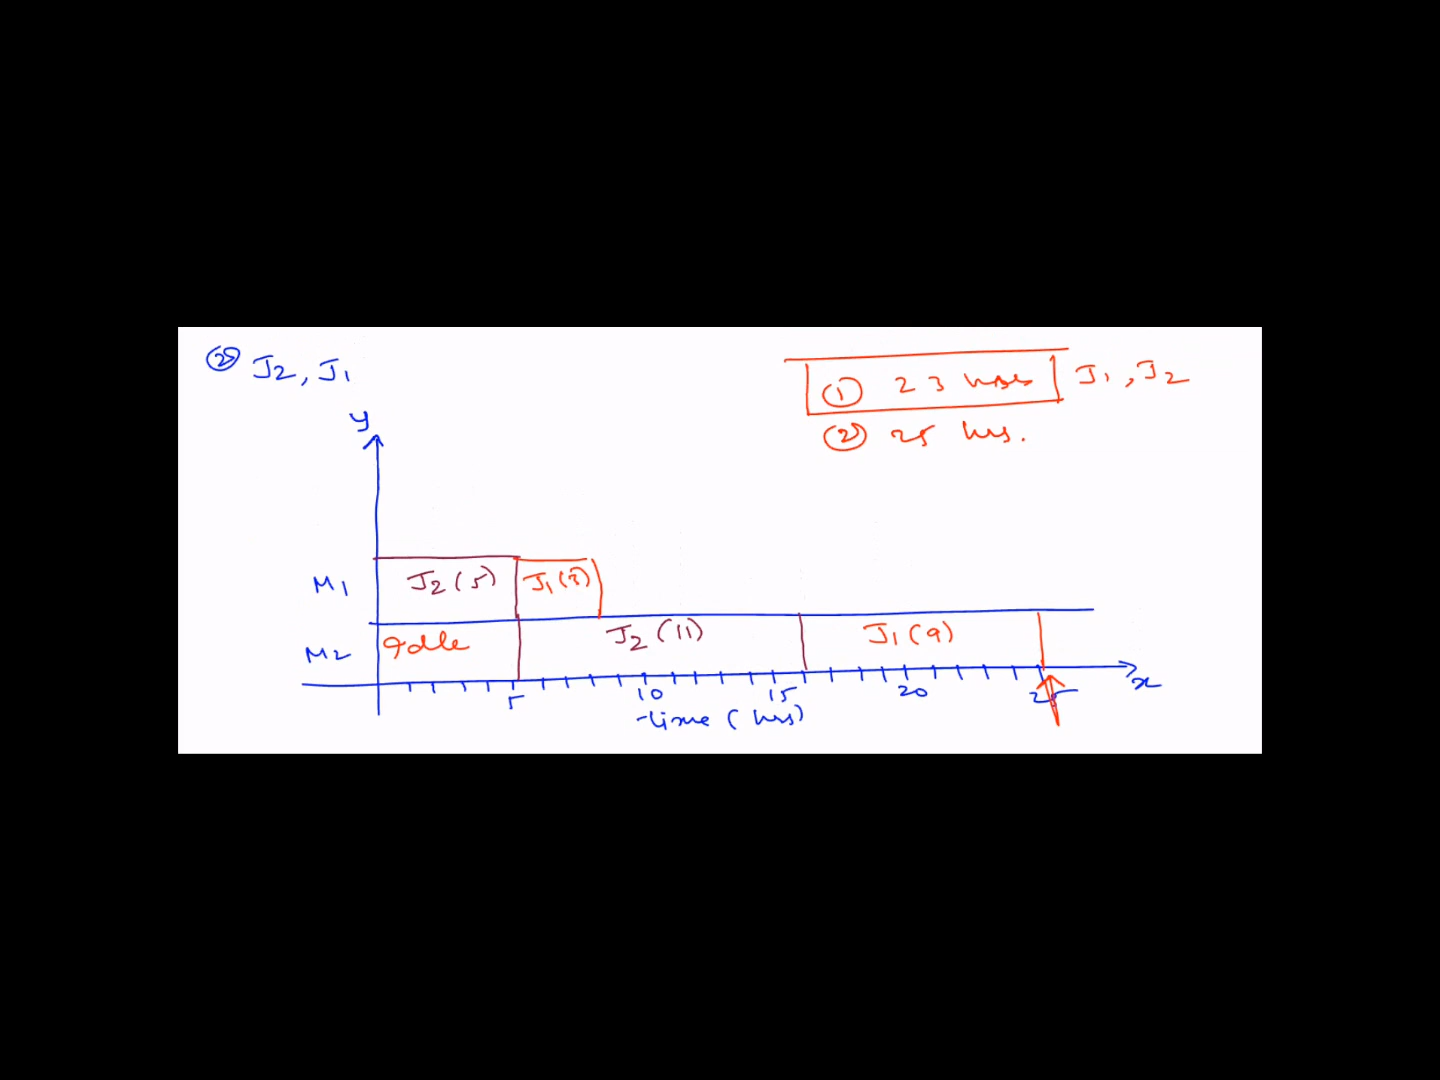 ② J2, J1
① 23 hrs J1, J2
② 25 hrs.
y
M1 J2(5) J1(3)
M2 Idle J2(11) J1(9)
x
5 10 15 20 25
time (hrs)